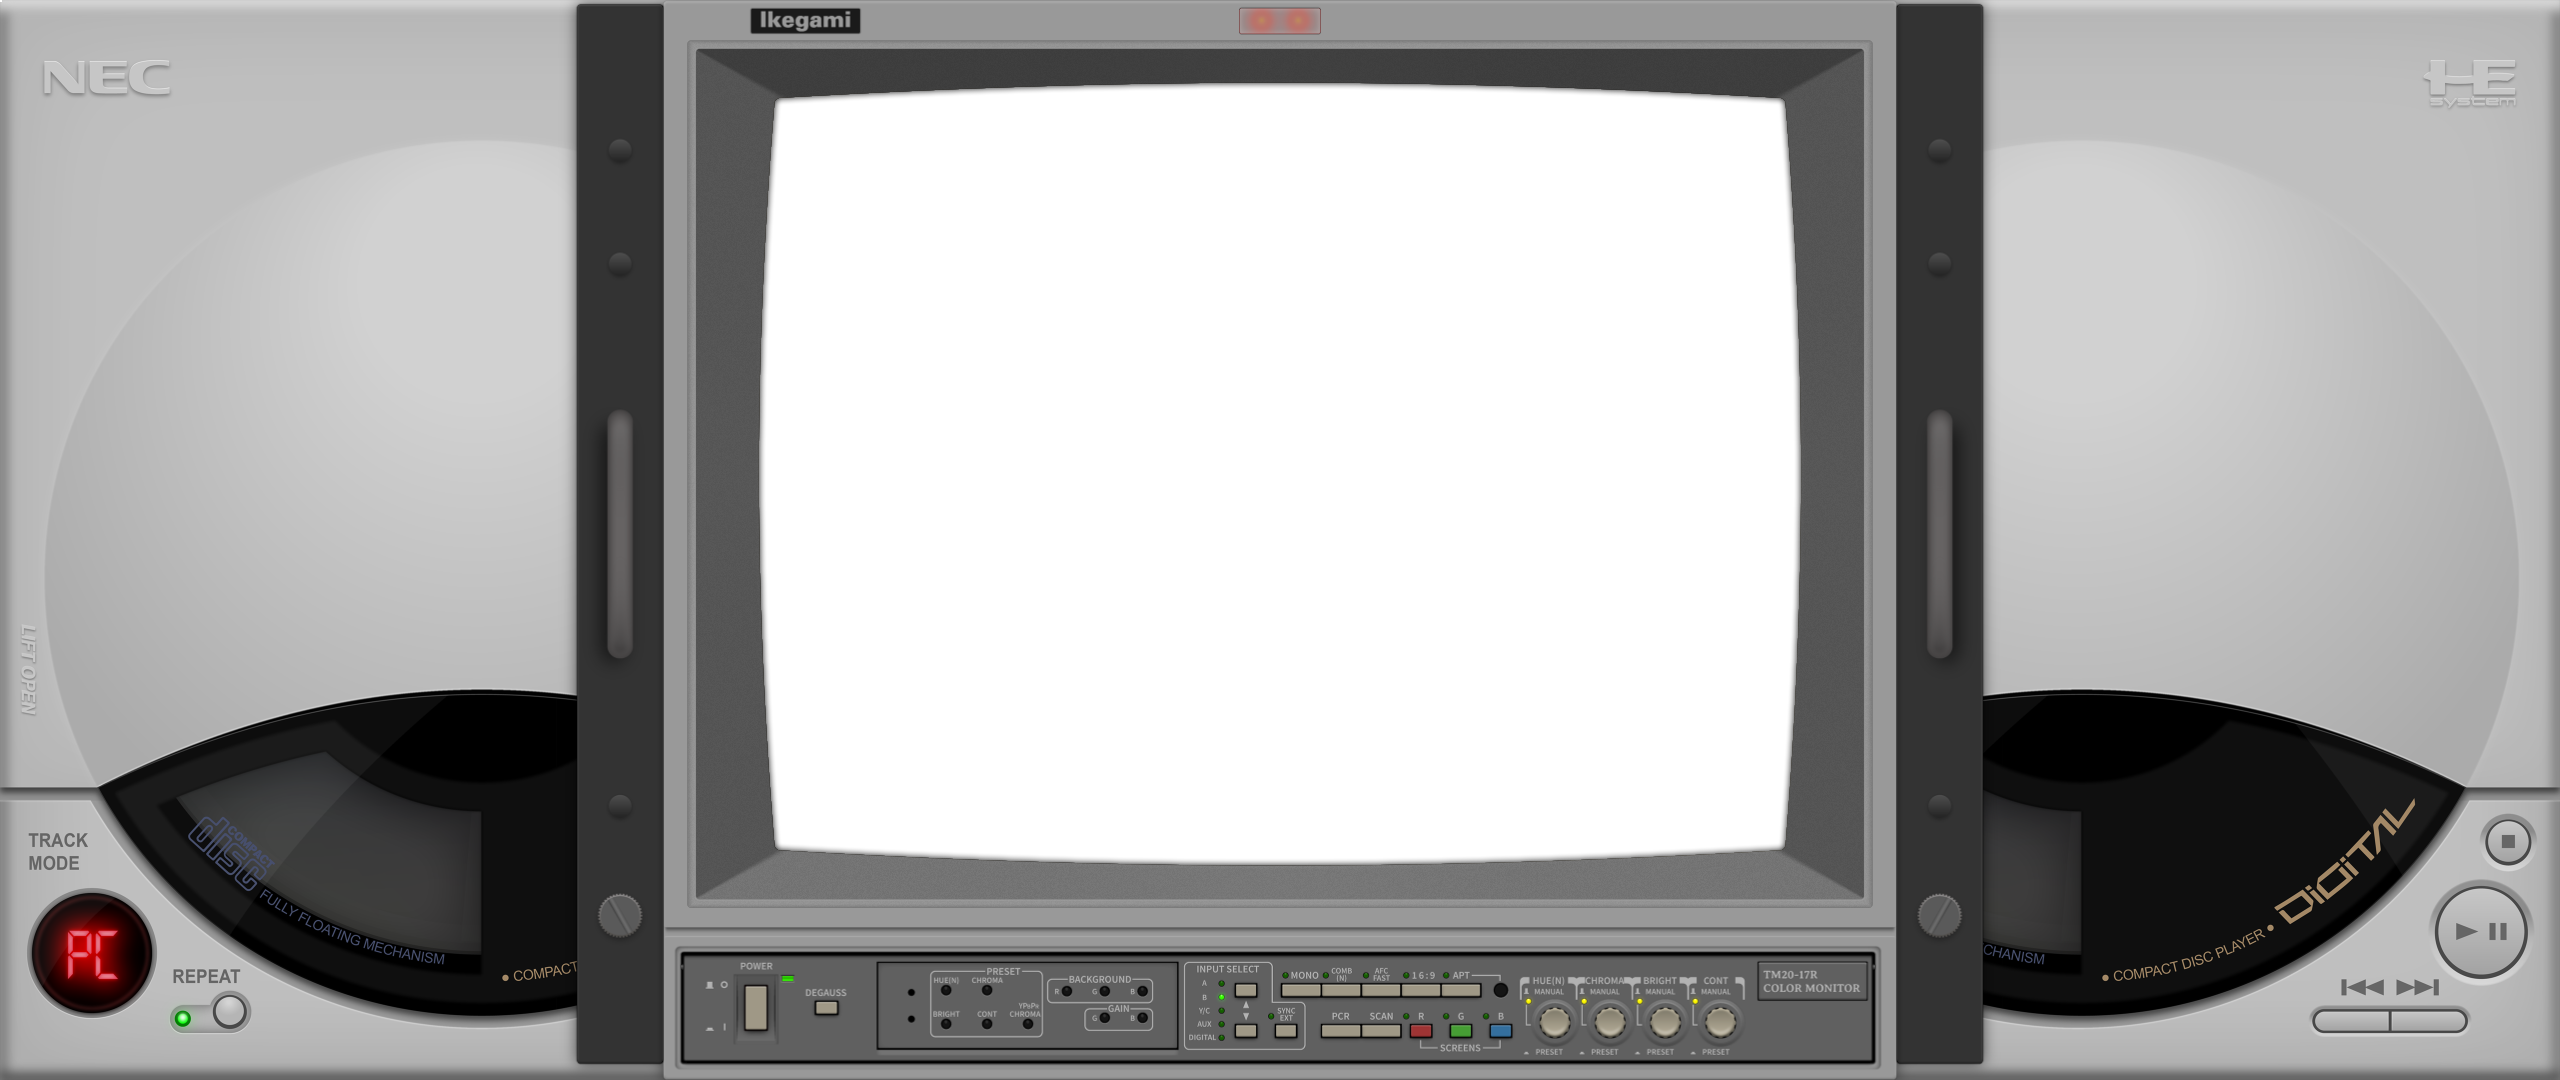 NEC
LIFT OPEN
TRACK
MODE
PC
REPEAT
COMPACT
disc
FULLY FLOATING MECHANISM
• COMPACT
Ikegami
POWER
DEGAUSS
PRESET
HUE(N) CHROMA
BRIGHT CONT YPBPR
CHROMA
BACKGROUND
R G B
GAIN
G B
INPUT SELECT
A
B
Y/C
AUX
DIGITAL
SYNC
EXT
MONO
COMB
(N)
AFC
FAST
16:9
APT
PCR SCAN R G B
SCREENS
HUE(N) CHROMA BRIGHT CONT
MANUAL MANUAL MANUAL MANUAL
PRESET PRESET PRESET PRESET
TM20-17R
COLOR MONITOR
HE
system
CHANISM
• COMPACT DISC PLAYER •
DiGiTAL